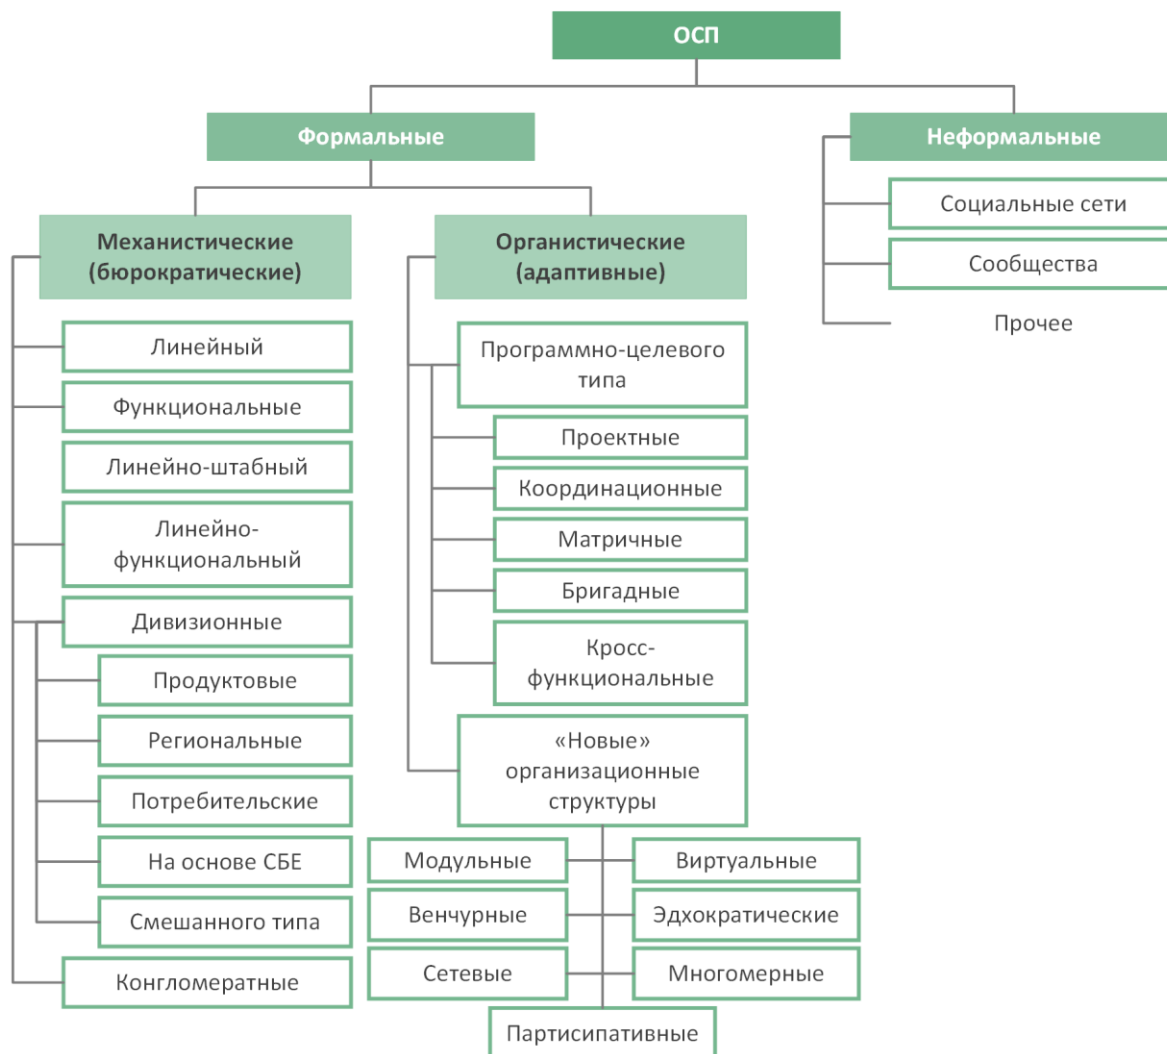 ОСП
Формальные
Неформальные
Социальные сети
Сообщества
Прочее
Механистические
(бюрократические)
Линейный
Функциональные
Линейно-штабный
Линейно-
функциональный
Дивизионные
Продуктовые
Региональные
Потребительские
На основе СБЕ
Смешанного типа
Конгломератные
Органистические
(адаптивные)
Программно-целевого
типа
Проектные
Координационные
Матричные
Бригадные
Кросс-
функциональные
«Новые»
организационные
структуры
Модульные
Виртуальные
Венчурные
Эдхократические
Сетевые
Многомерные
Партисипативные